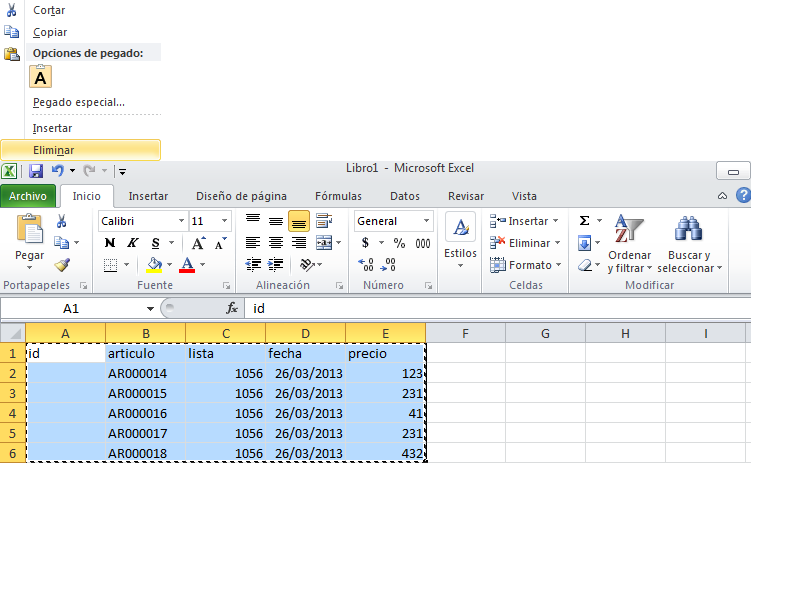 Cortar
Copiar
Opciones de pegado:
A
Pegado especial...
Insertar
Eliminar
Libro1 - Microsoft Excel
Archivo Inicio Insertar Diseño de página Fórmulas Datos Revisar Vista
Calibri 11 General
Pegar N K S A A $ % 000 Estilos Insertar Σ Ordenar y filtrar Buscar y seleccionar
Eliminar
Formato
Portapapeles Fuente Alineación Número Celdas Modificar
A1 fx id
A B C D E F G H I
1 id articulo lista fecha precio
2 AR000014 1056 26/03/2013 123
3 AR000015 1056 26/03/2013 231
4 AR000016 1056 26/03/2013 41
5 AR000017 1056 26/03/2013 231
6 AR000018 1056 26/03/2013 432